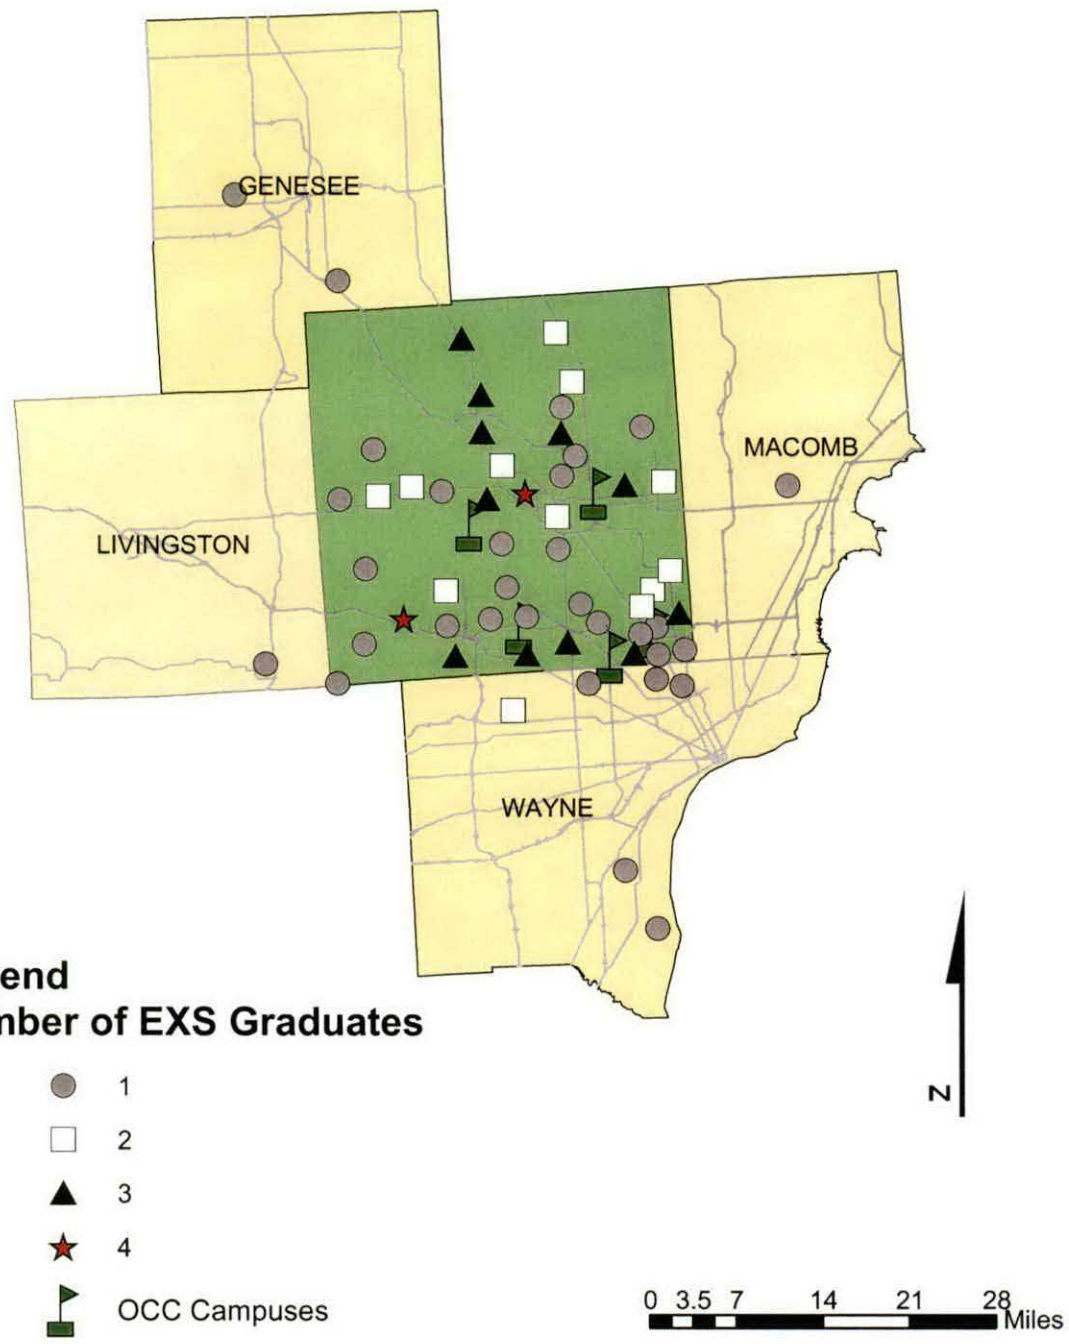 GENESEE
MACOMB
LIVINGSTON
WAYNE
end
mber of EXS Graduates
1
2
3
4
OCC Campuses
N
0 3.5 7 14 21 28
Miles